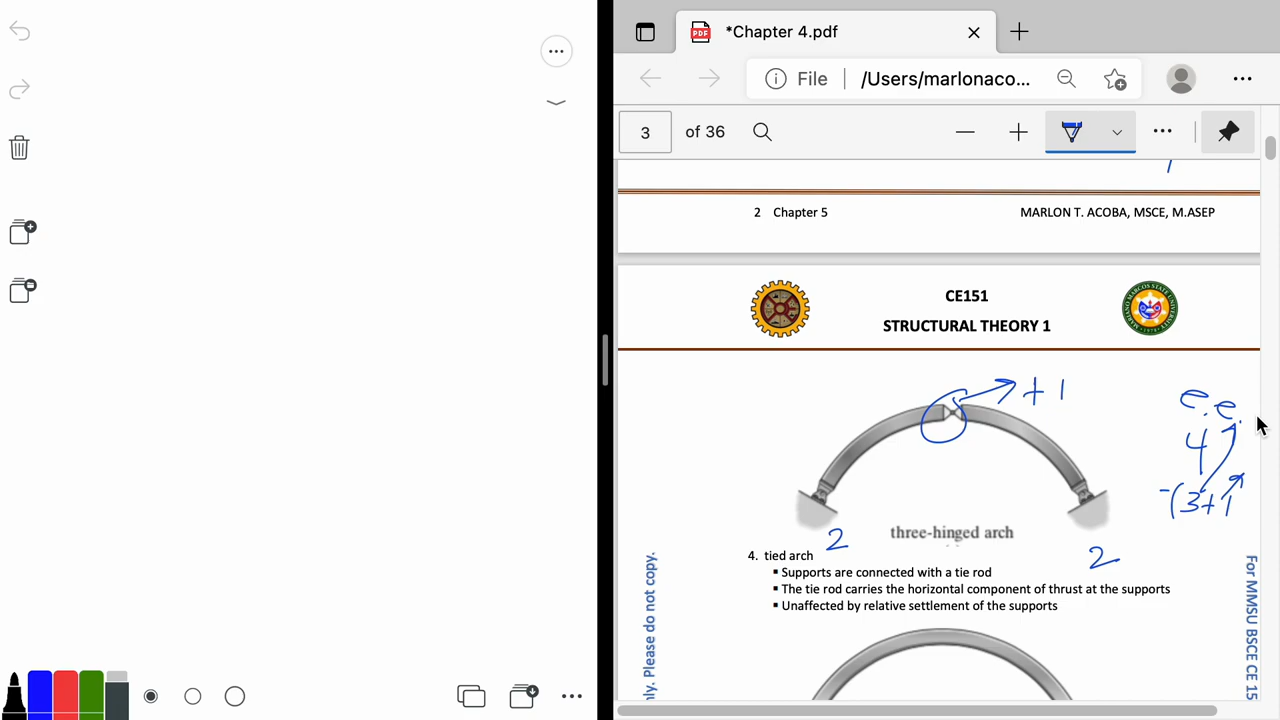 *Chapter 4.pdf
File
/Users/marlonaco...
3 of 36
2 Chapter 5
MARLON T. ACOBA, MSCE, M.ASEP
CE151
STRUCTURAL THEORY 1
+ 1
e.e.
4
-(3+1
2
2
three-hinged arch
4. tied arch
▪ Supports are connected with a tie rod
▪ The tie rod carries the horizontal component of thrust at the supports
▪ Unaffected by relative settlement of the supports
nly. Please do not copy.
For MMSU BSCE CE 15